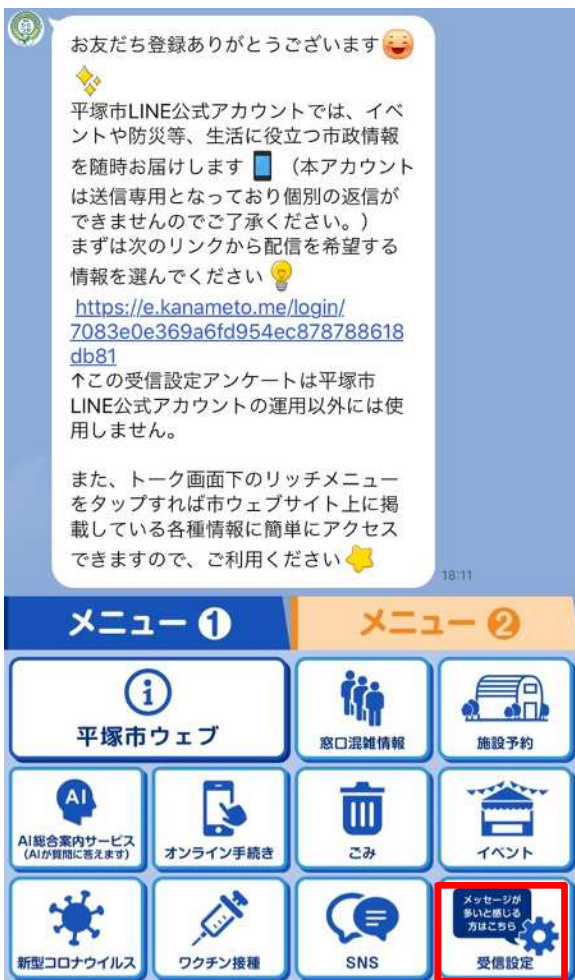 お友だち登録ありがとうございます
平塚市LINE公式アカウントでは、イベ
ントや防災等、生活に役立つ市政情報
を随時お届けします （本アカウント
は送信専用となっており個別の返信が
できませんのでご了承ください。）
まずは次のリンクから配信を希望する
情報を選んでください
https://e.kanameto.me/login/
7083e0e369a6fd954ec878788618
db81
↑この受信設定アンケートは平塚市
LINE公式アカウントの運用以外には使
用しません。
また、トーク画面下のリッチメニュー
をタップすれば市ウェブサイト上に掲
載している各種情報に簡単にアクセス
できますので、ご利用ください
18:11
メニュー❶
メニュー❷
平塚市ウェブ
窓口混雑情報
施設予約
AI
AI総合案内サービス
(AIが質問に答えます)
オンライン手続き
ごみ
イベント
新型コロナウイルス
ワクチン接種
SNS
メッセージが
多いと感じる
方はこちら
受信設定